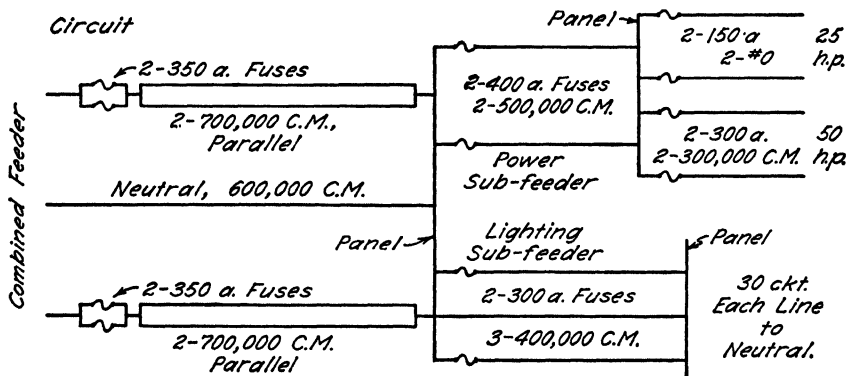 Circuit
Panel
2-150·a
2-#0
25
h.p.
2-350 a. Fuses
2-700,000 C.M.,
Parallel
2-400 a. Fuses
2-500,000 C.M.
2-300 a.
2-300,000 C.M.
50
h.p.
Power
Sub-feeder
Combined Feeder
Neutral, 600,000 C.M.
Panel
Lighting
Sub-feeder
Panel
2-350 a. Fuses
2-700,000 C.M.
Parallel
2-300 a. Fuses
3-400,000 C.M.
30 ckt.
Each Line
to
Neutral.